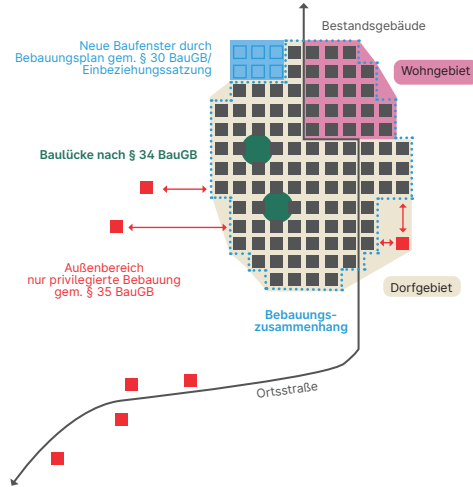 Bestandsgebäude
Neue Baufenster durch
Bebauungsplan gem. § 30 BauGB/
Einbeziehungssatzung
Wohngebiet
Baulücke nach § 34 BauGB
Außenbereich
nur privilegierte Bebauung
gem. § 35 BauGB
Dorfgebiet
Bebauungs-
zusammenhang
Ortsstraße